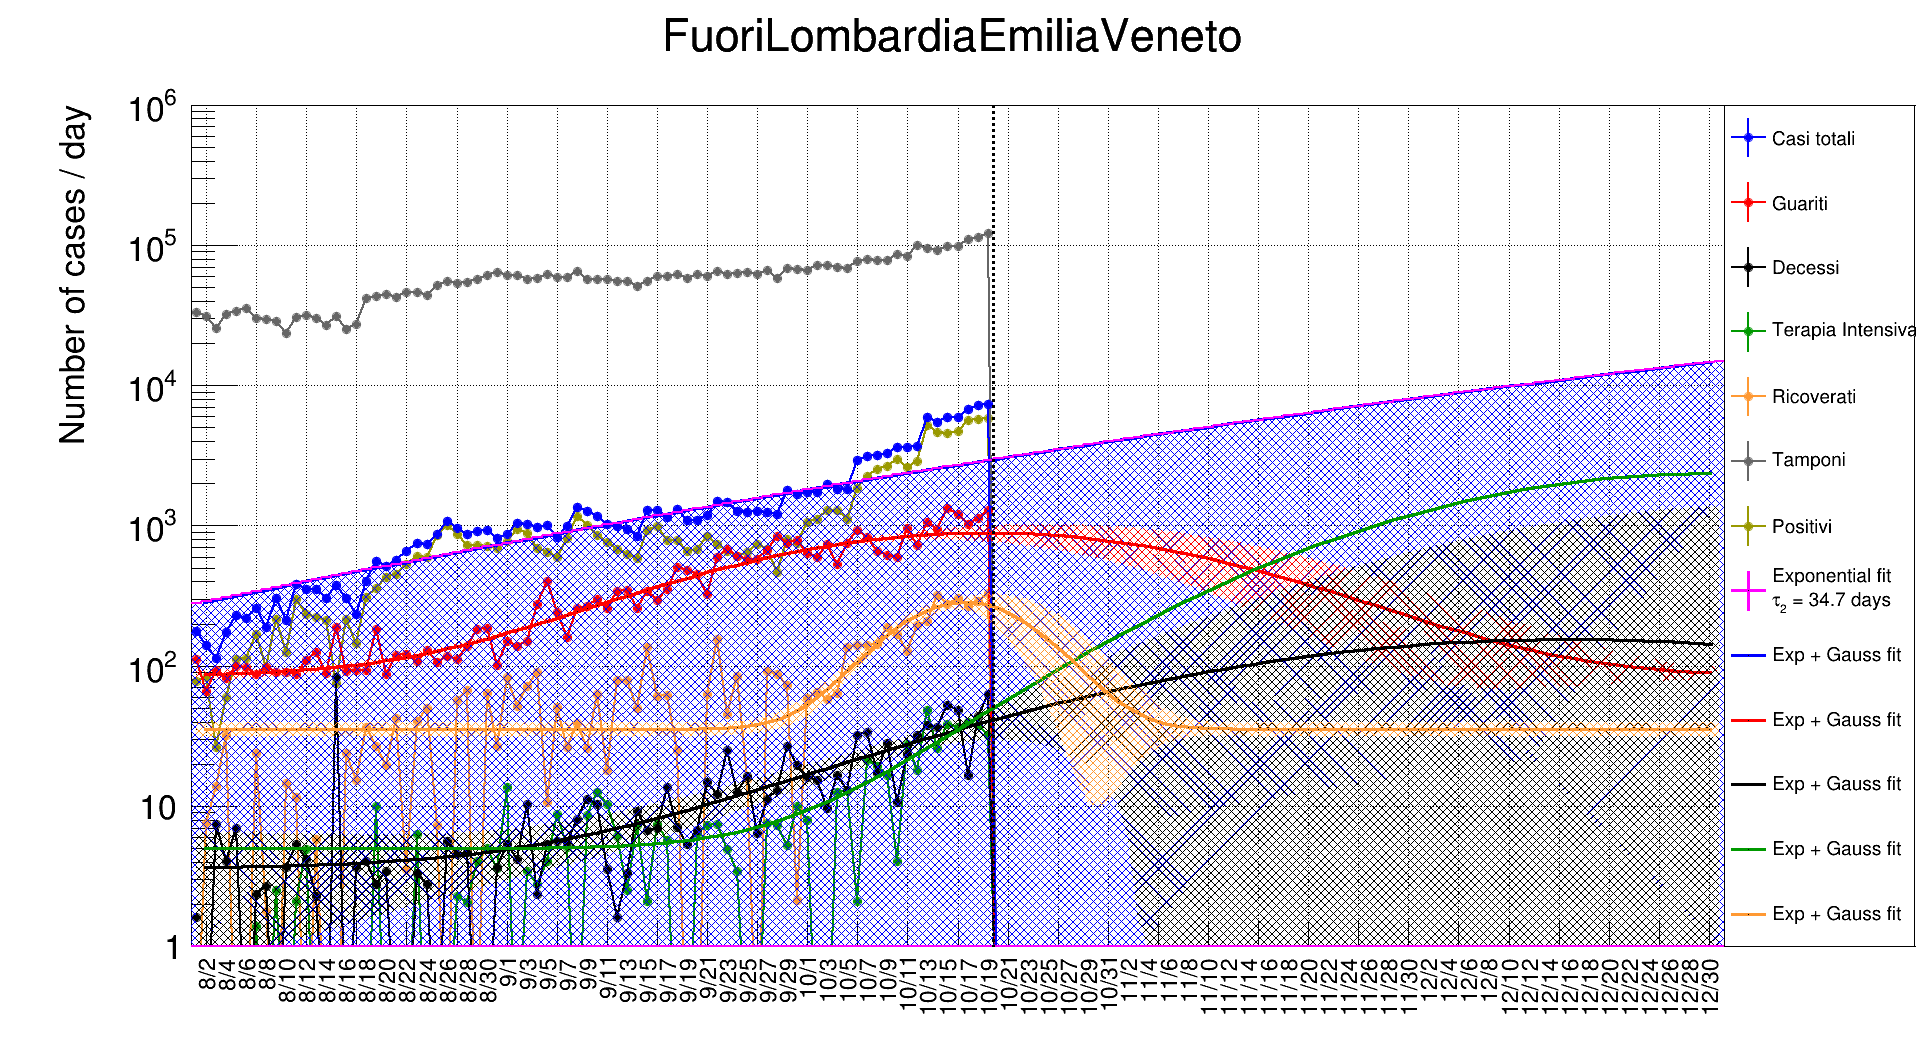 FuoriLombardiaEmiliaVeneto
Number of cases / day
10^6
10^5
10^4
10^3
10^2
10
1
8/2 8/4 8/6 8/8 8/10 8/12 8/14 8/16 8/18 8/20 8/22 8/24 8/26 8/28 8/30 9/1 9/3 9/5 9/7 9/9 9/11 9/13 9/15 9/17 9/19 9/21 9/23 9/25 9/27 9/29 10/1 10/3 10/5 10/7 10/9 10/11 10/13 10/15 10/17 10/19 10/21 10/23 10/25 10/27 10/29 10/31 11/2 11/4 11/6 11/8 11/10 11/12 11/14 11/16 11/18 11/20 11/22 11/24 11/26 11/28 11/30 12/2 12/4 12/6 12/8 12/10 12/12 12/14 12/16 12/18 12/20 12/22 12/24 12/26 12/28 12/30
Casi totali
Guariti
Decessi
Terapia Intensiva
Ricoverati
Tamponi
Positivi
Exponential fit
τ₂ = 34.7 days
Exp + Gauss fit
Exp + Gauss fit
Exp + Gauss fit
Exp + Gauss fit
Exp + Gauss fit